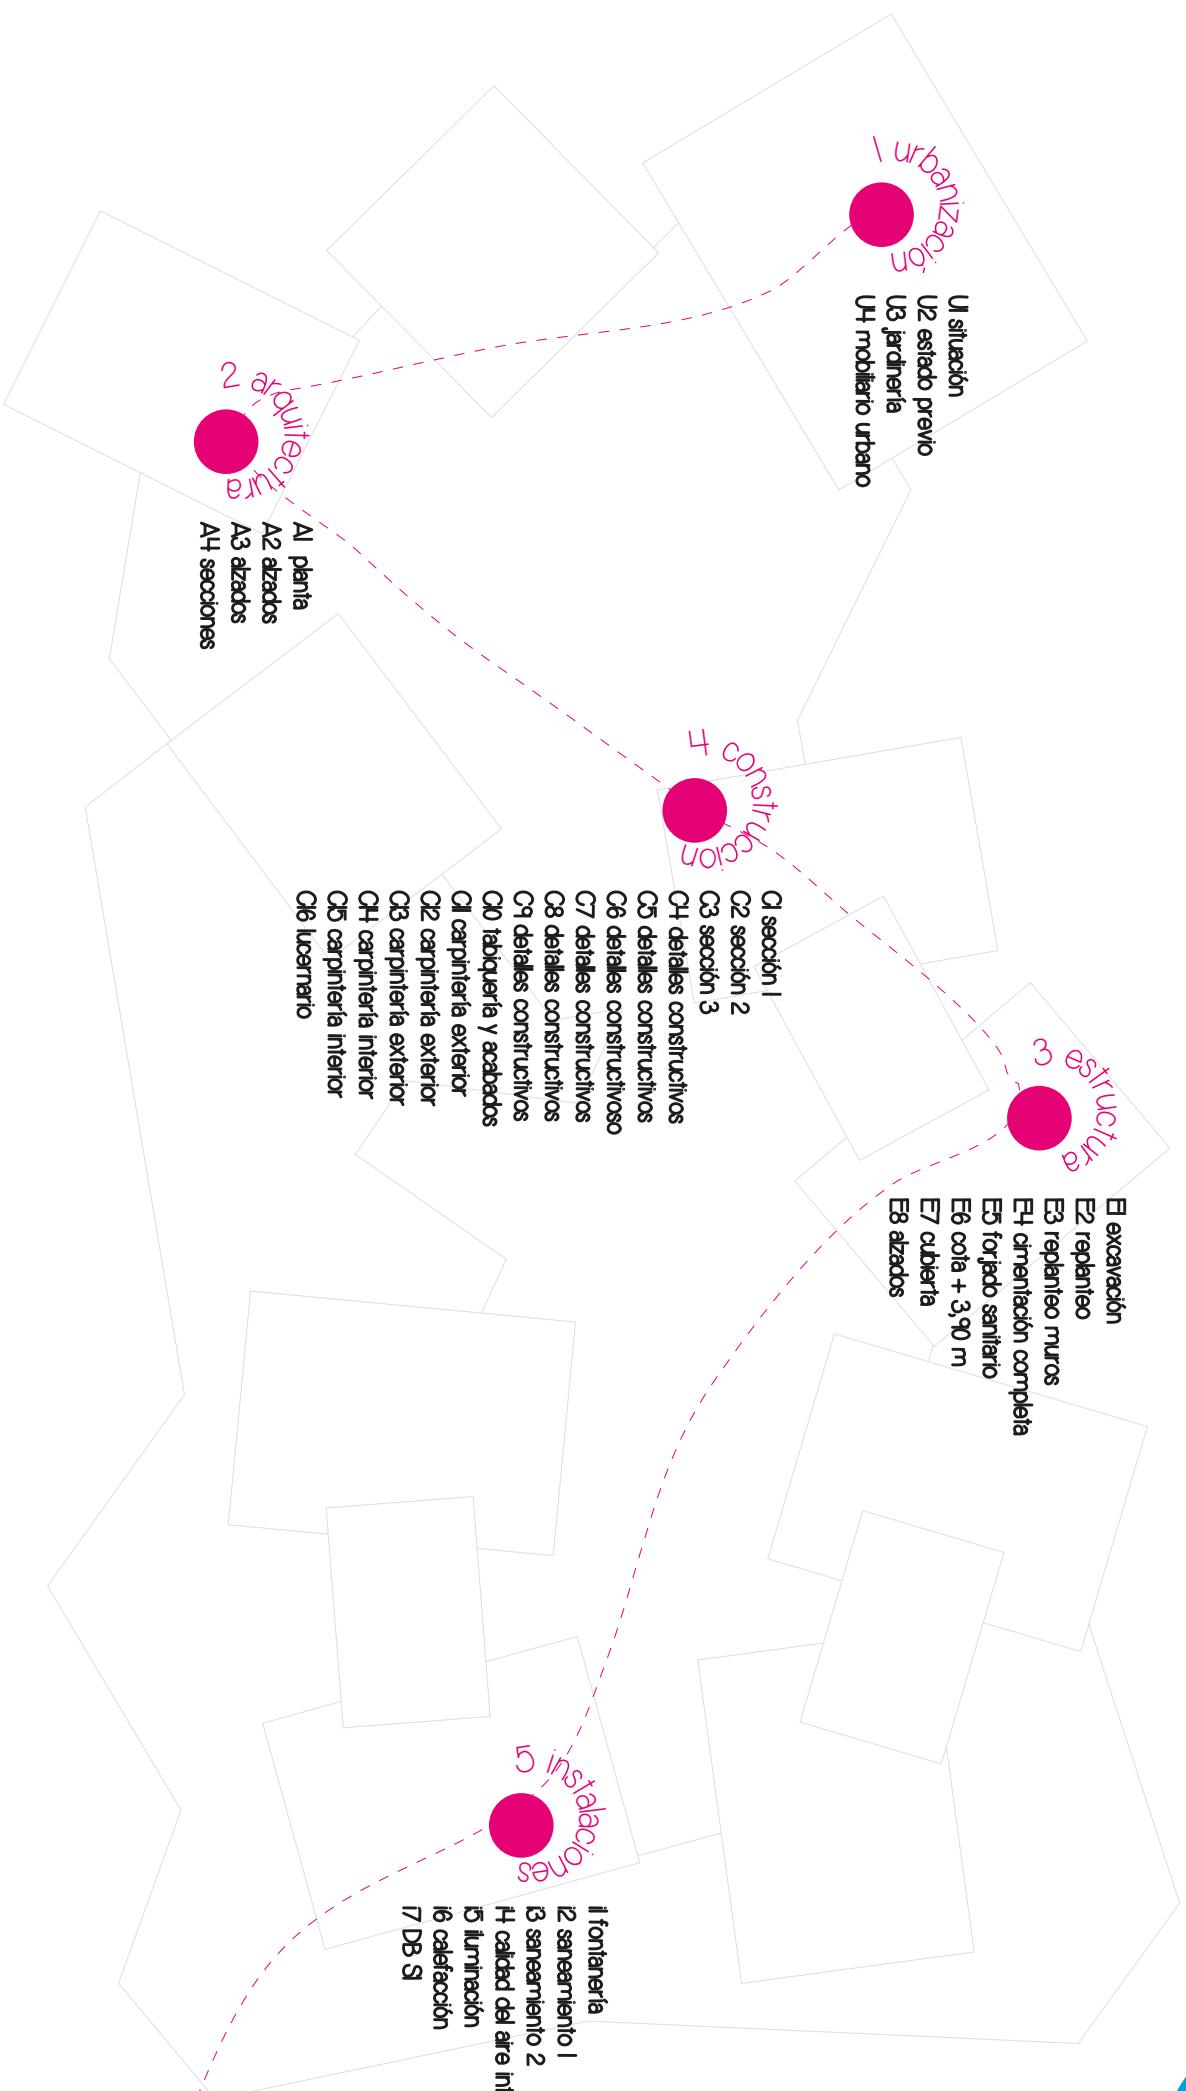 1 urbanización
U1 situación
U2 estado previo
U3 jardinería
U4 mobiliario urbano
2 arquitectura
A1 planta
A2 alzados
A3 alzados
A4 secciones
4 construcción
C1 sección 1
C2 sección 2
C3 sección 3
C4 detalles constructivos
C5 detalles constructivos
C6 detalles constructivoso
C7 detalles constructivos
C8 detalles constructivos
C9 detalles constructivos
C10 tabiquería y acabados
C11 carpintería exterior
C12 carpintería exterior
C13 carpintería exterior
C14 carpintería interior
C15 carpintería interior
C16 lucernario
3 estructura
E1 excavación
E2 replanteo
E3 replanteo muros
E4 cimentación completa
E5 forjado sanitario
E6 cota + 3,90 m
E7 cubierta
E8 alzados
5 instalaciones
i1 fontanería
i2 saneamiento 1
i3 saneamiento 2
i4 calidad del aire int
i5 iluminación
i6 calefacción
i7 DB SI